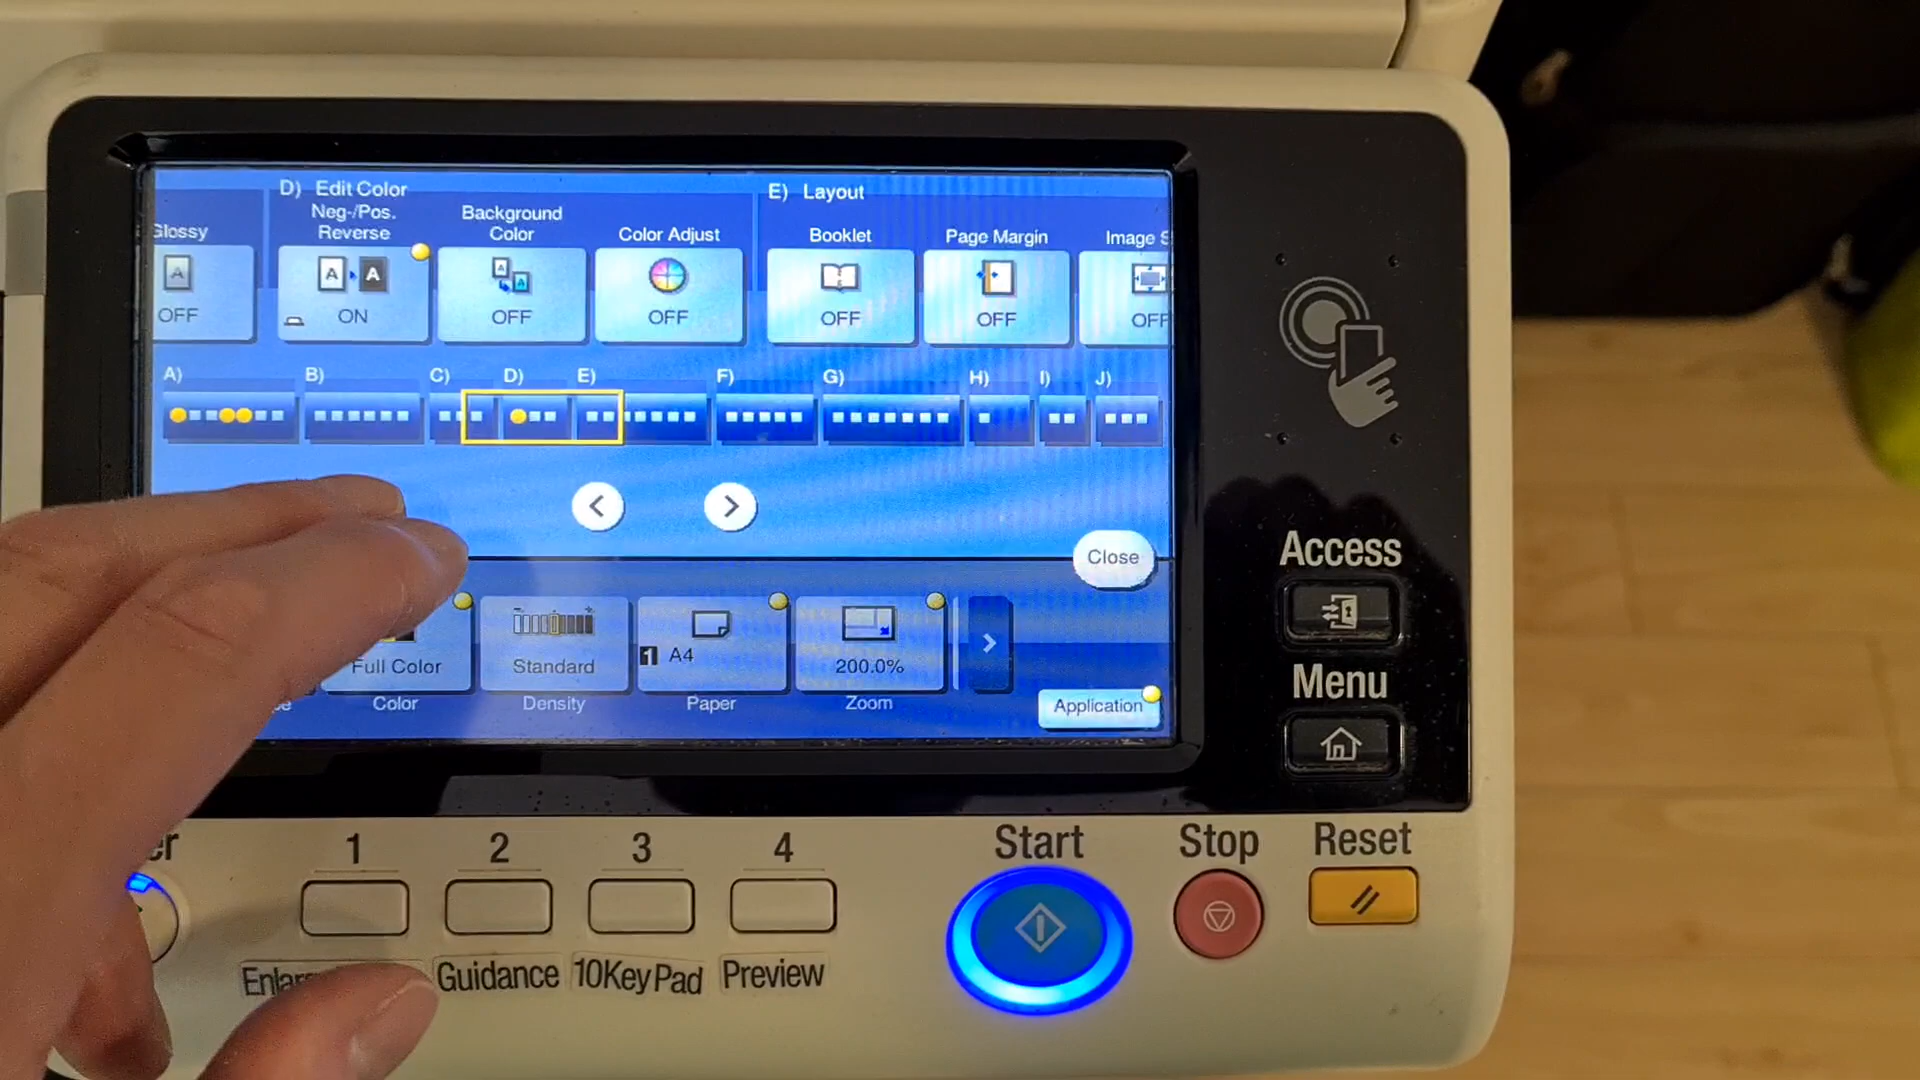 D) Edit Color
E) Layout
Glossy
OFF
Neg-/Pos.
Reverse
ON
Background
Color
OFF
Color Adjust
OFF
Booklet
OFF
Page Margin
OFF
Image S
OFF
A) B) C) D) E) F) G) H) I) J)
Close
Full Color
Color
Standard
Density
1 A4
Paper
200.0%
Zoom
Application
Access
Menu
1 2 3 4
Start Stop Reset
Guidance 10KeyPad Preview